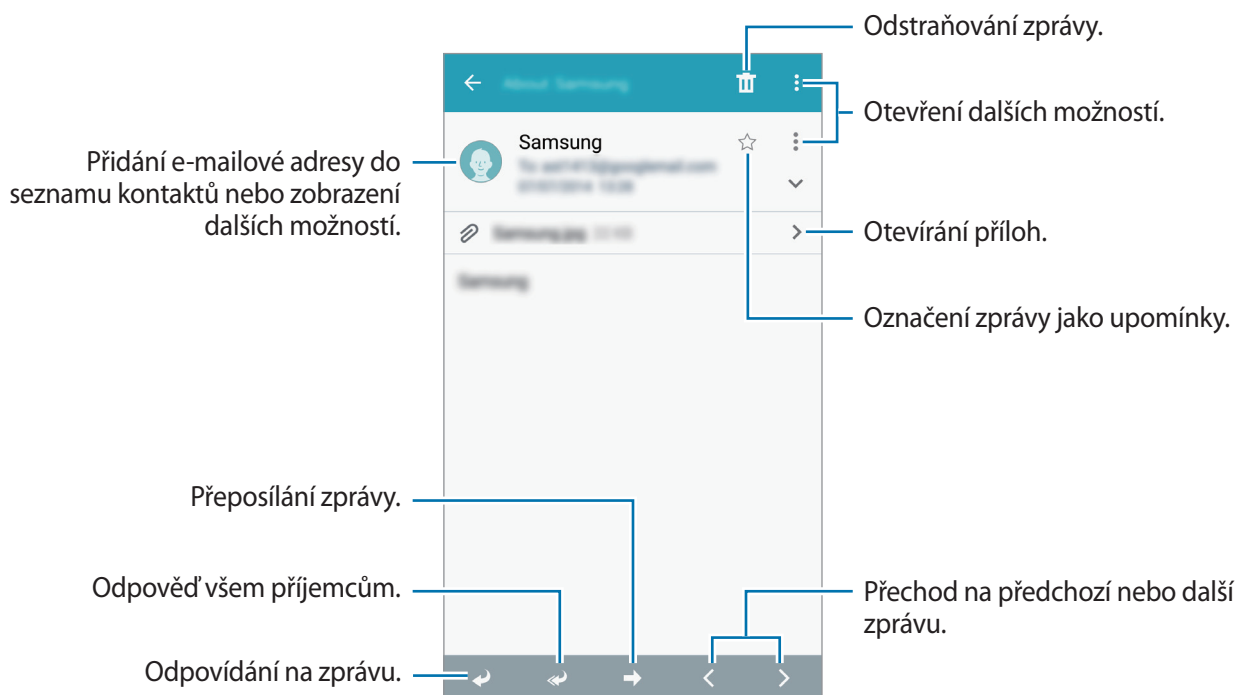 Odstraňování zprávy.
Otevření dalších možností.
Samsung
Přidání e-mailové adresy do
seznamu kontaktů nebo zobrazení
dalších možností.
Otevírání příloh.
Označení zprávy jako upomínky.
Přeposílání zprávy.
Odpověď všem příjemcům.
Přechod na předchozí nebo další
zprávu.
Odpovídání na zprávu.